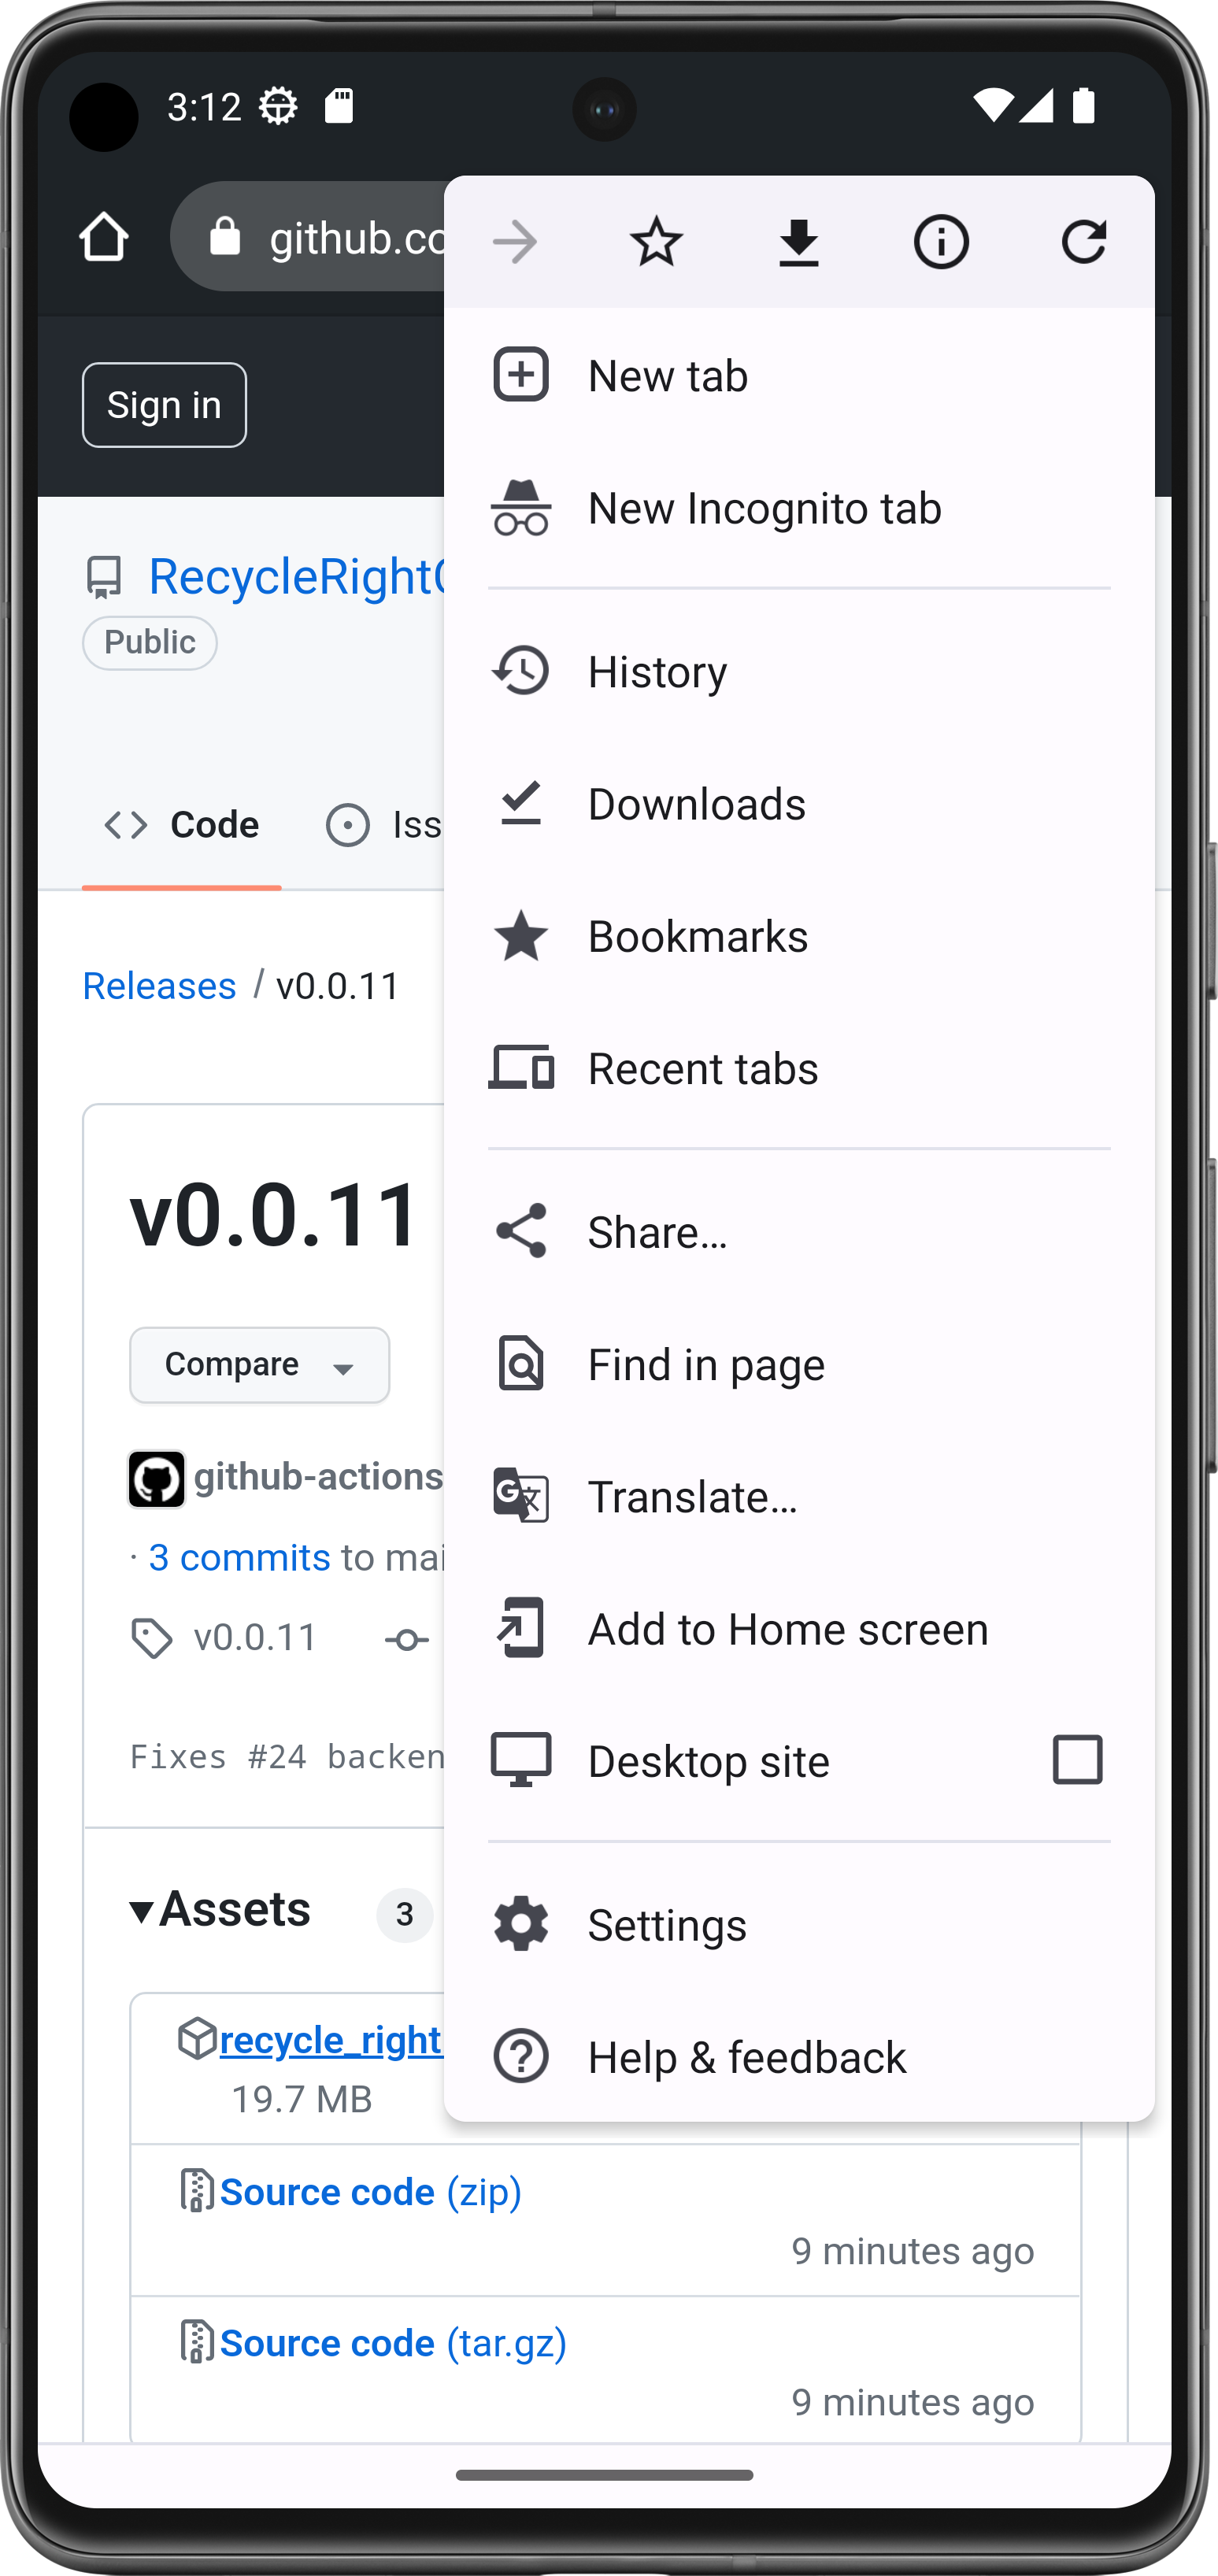 3:12
github.co
New tab
Sign in
New Incognito tab
RecycleRight
Public
History
Downloads
Code Iss
Bookmarks
Releases / v0.0.11
Recent tabs
v0.0.11
Share...
Compare
Find in page
github-actions
Translate...
· 3 commits to mai
v0.0.11
Add to Home screen
Fixes #24 backen
Desktop site
Assets 3
Settings
recycle_right
Help & feedback
19.7 MB
Source code (zip)
9 minutes ago
Source code (tar.gz)
9 minutes ago